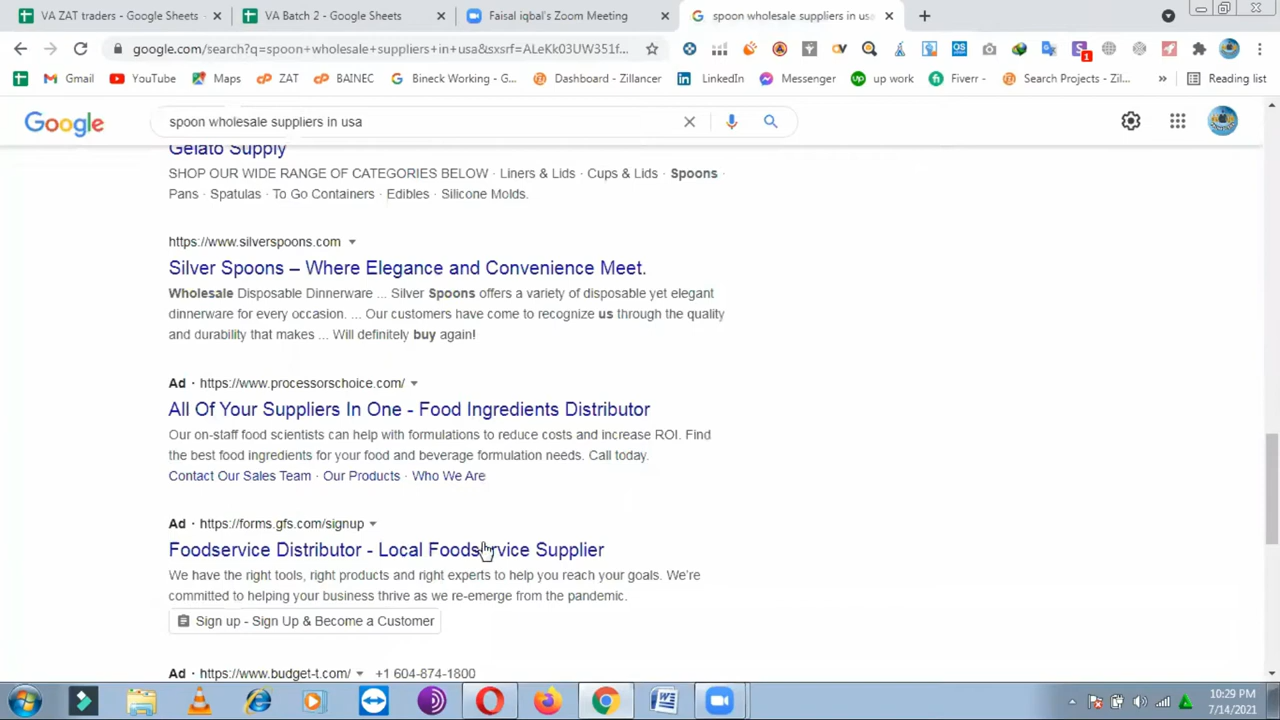 VA ZAT traders - Google Sheets
VA Batch 2 - Google Sheets
Faisal iqbal's Zoom Meeting
spoon wholesale suppliers in usa
google.com/search?q=spoon+wholesale+suppliers+in+usa&sxsrf=ALeKk03UW351f...
Gmail YouTube Maps ZAT BAINEC Bineck Working - G... Dashboard - Zillancer LinkedIn Messenger up work Fiverr - Search Projects - Zil... » Reading list
Google
spoon wholesale suppliers in usa
Gelato Supply
SHOP OUR WIDE RANGE OF CATEGORIES BELOW · Liners & Lids · Cups & Lids · Spoons ·
Pans · Spatulas · To Go Containers · Edibles · Silicone Molds.
https://www.silverspoons.com
Silver Spoons – Where Elegance and Convenience Meet.
Wholesale Disposable Dinnerware ... Silver Spoons offers a variety of disposable yet elegant
dinnerware for every occasion. ... Our customers have come to recognize us through the quality
and durability that makes ... Will definitely buy again!
Ad · https://www.processorschoice.com/
All Of Your Suppliers In One - Food Ingredients Distributor
Our on-staff food scientists can help with formulations to reduce costs and increase ROI. Find
the best food ingredients for your food and beverage formulation needs. Call today.
Contact Our Sales Team · Our Products · Who We Are
Ad · https://forms.gfs.com/signup
Foodservice Distributor - Local Foodservice Supplier
We have the right tools, right products and right experts to help you reach your goals. We're
committed to helping your business thrive as we re-emerge from the pandemic.
Sign up - Sign Up & Become a Customer
Ad · https://www.budget-t.com/ +1 604-874-1800
10:29 PM
7/14/2021